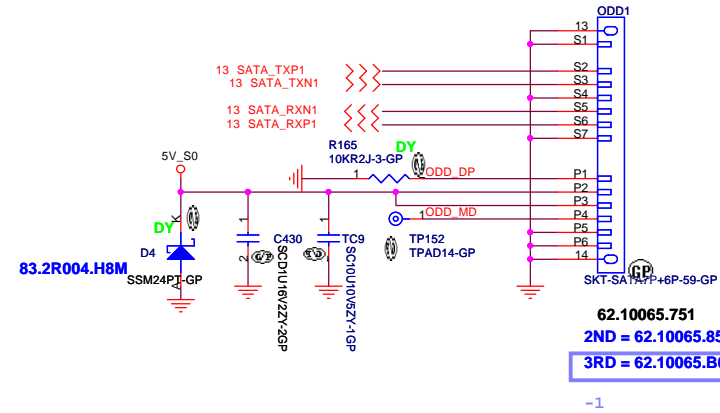 ODD1
13
S1
13 SATA_TXP1
S2
13 SATA_TXN1
S3
S4
13 SATA_RXN1
S5
13 SATA_RXP1
S6
S7
R165
DY
10KR2J-3-GP
5V_S0
1
ODD_DP
P1
P2
P3
1
ODD_MD
P4
P5
P6
14
DY
K
D4
A
SSM24PT-GP
83.2R004.H8M
1
2
C430
SCD1U16V2ZY-2GP
1
TC9
SC10U10V5ZY-1GP
TP152
TPAD14-GP
GP
SKT-SATA7P+6P-59-GP
62.10065.751
2ND = 62.10065.85
3RD = 62.10065.B
-1